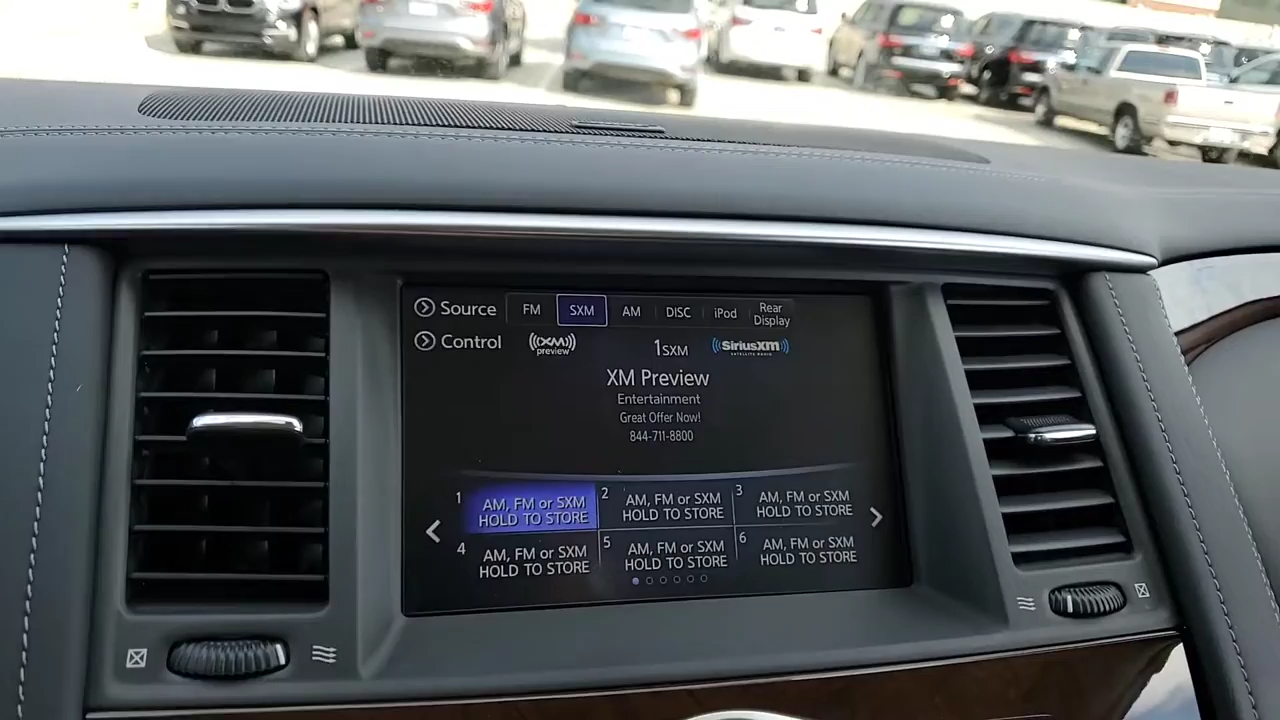 Source
FM
SXM
AM
DISC
iPod
Rear
Display
Control
((XM))
preview
1SXM
((SiriusXM))
SATELLITE RADIO
XM Preview
Entertainment
Great Offer Now!
844-711-8800
1
AM, FM or SXM
HOLD TO STORE
2
AM, FM or SXM
HOLD TO STORE
3
AM, FM or SXM
HOLD TO STORE
4
AM, FM or SXM
HOLD TO STORE
5
AM, FM or SXM
HOLD TO STORE
6
AM, FM or SXM
HOLD TO STORE